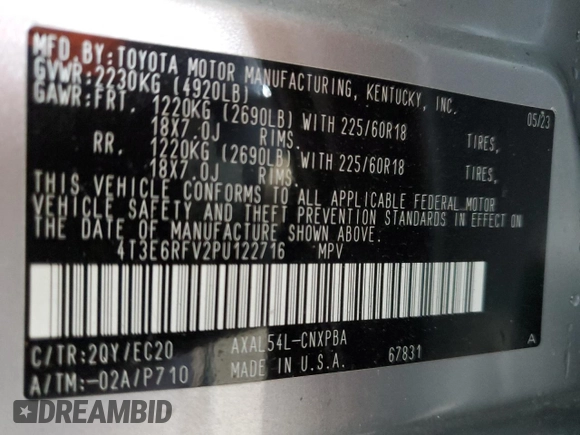 MFD.BY:TOYOTA MOTOR MANUFACTURING, KENTUCKY, INC.
GVWR:2230KG (4920LB) 05/23
GAWR:FRT. 1220KG (2690LB) WITH 225/60R18 TIRES,
18X7.0J RIMS.
RR. 1220KG (2690LB) WITH 225/60R18 TIRES,
18X7.0J RIMS.
THIS VEHICLE CONFORMS TO ALL APPLICABLE FEDERAL MOTOR
VEHICLE SAFETY AND THEFT PREVENTION STANDARDS IN EFFECT ON
THE DATE OF MANUFACTURE SHOWN ABOVE.
4T3E6RFV2PU122716 MPV
C/TR:2QY/EC20 AXAL54L-CNXPBA A
A/TM:-02A/P710 MADE IN U.S.A. 67831
DREAMBID